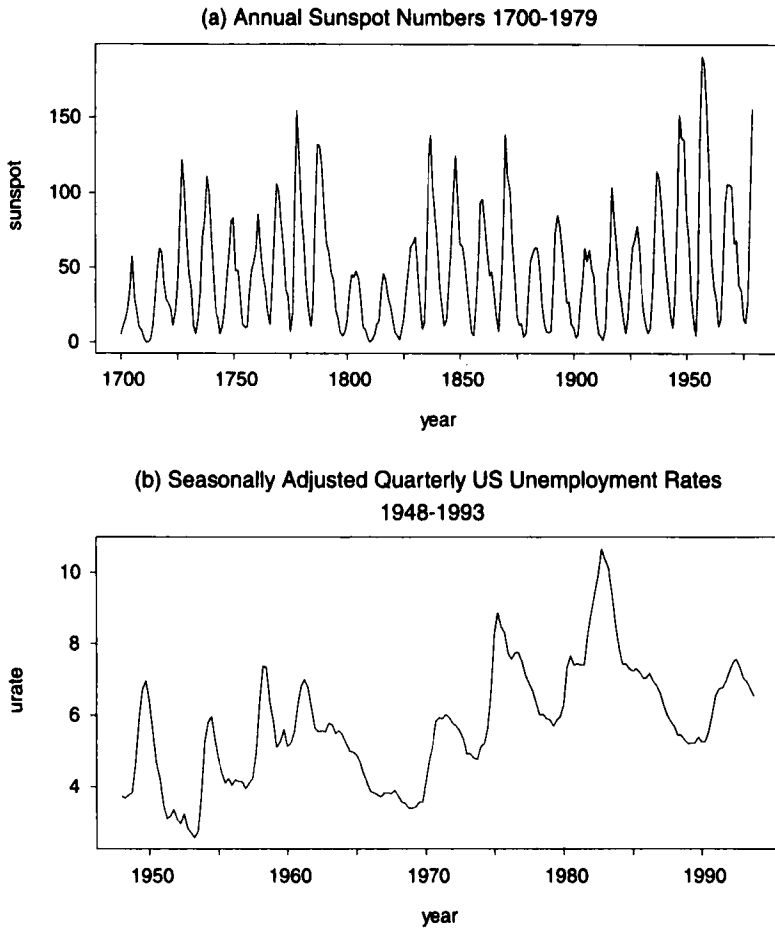 (a) Annual Sunspot Numbers 1700-1979
sunspot
150
100
50
0
1700 1750 1800 1850 1900 1950
year
(b) Seasonally Adjusted Quarterly US Unemployment Rates
1948-1993
urate
10
8
6
4
1950 1960 1970 1980 1990
year